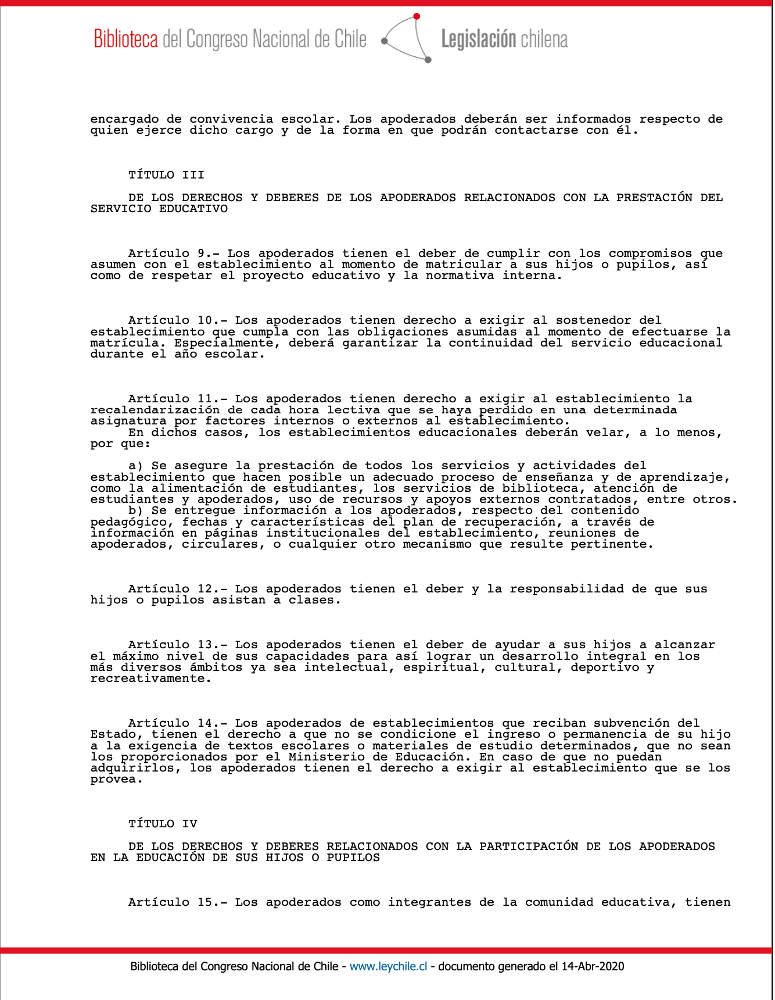 Biblioteca del Congreso Nacional de Chile Legislación chilena
encargado de convivencia escolar. Los apoderados deberán ser informados respecto de
quien ejerce dicho cargo y de la forma en que podrán contactarse con él.
TÍTULO III
DE LOS DERECHOS Y DEBERES DE LOS APODERADOS RELACIONADOS CON LA PRESTACIÓN DEL
SERVICIO EDUCATIVO
Artículo 9.- Los apoderados tienen el deber de cumplir con los compromisos que
asumen con el establecimiento al momento de matricular a sus hijos o pupilos, así
como de respetar el proyecto educativo y la normativa interna.
Artículo 10.- Los apoderados tienen derecho a exigir al sostenedor del
establecimiento que cumpla con las obligaciones asumidas al momento de efectuarse la
matrícula. Especialmente, deberá garantizar la continuidad del servicio educacional
durante el año escolar.
Artículo 11.- Los apoderados tienen derecho a exigir al establecimiento la
recalendarización de cada hora lectiva que se haya perdido en una determinada
asignatura por factores internos o externos al establecimiento.
En dichos casos, los establecimientos educacionales deberán velar, a lo menos,
por que:
a) Se asegure la prestación de todos los servicios y actividades del
establecimiento que hacen posible un adecuado proceso de enseñanza y de aprendizaje,
como la alimentación de estudiantes, los servicios de biblioteca, atención de
estudiantes y apoderados, uso de recursos y apoyos externos contratados, entre otros.
b) Se entregue información a los apoderados, respecto del contenido
pedagógico, fechas y características del plan de recuperación, a través de
información en páginas institucionales del establecimiento, reuniones de
apoderados, circulares, o cualquier otro mecanismo que resulte pertinente.
Artículo 12.- Los apoderados tienen el deber y la responsabilidad de que sus
hijos o pupilos asistan a clases.
Artículo 13.- Los apoderados tienen el deber de ayudar a sus hijos a alcanzar
el máximo nivel de sus capacidades para así lograr un desarrollo integral en los
más diversos ámbitos ya sea intelectual, espiritual, cultural, deportivo y
recreativamente.
Artículo 14.- Los apoderados de establecimientos que reciban subvención del
Estado, tienen el derecho a que no se condicione el ingreso o permanencia de su hijo
a la exigencia de textos escolares o materiales de estudio determinados, que no sean
los proporcionados por el Ministerio de Educación. En caso de que no puedan
adquirirlos, los apoderados tienen el derecho a exigir al establecimiento que se los
provea.
TÍTULO IV
DE LOS DERECHOS Y DEBERES RELACIONADOS CON LA PARTICIPACIÓN DE LOS APODERADOS
EN LA EDUCACIÓN DE SUS HIJOS O PUPILOS
Artículo 15.- Los apoderados como integrantes de la comunidad educativa, tienen
Biblioteca del Congreso Nacional de Chile - www.leychile.cl - documento generado el 14-Abr-2020